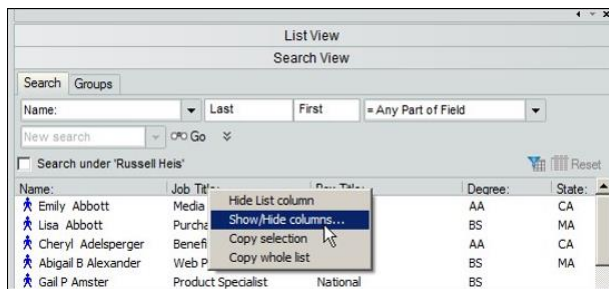 List View
Search View
Search Groups
Name: Last First = Any Part of Field
New search Go
Search under 'Russell Heis' Reset
Name: Job Title: Box Title: Degree: State:
Emily Abbott Media AA CA
Hide List column
Lisa Abbott Purcha BS MA
Show/Hide columns...
Cheryl Adelsperger Benefi AA CA
Copy selection
Abigail B Alexander Web P BS MA
Copy whole list
Gail P Amster Product Specialist National BS